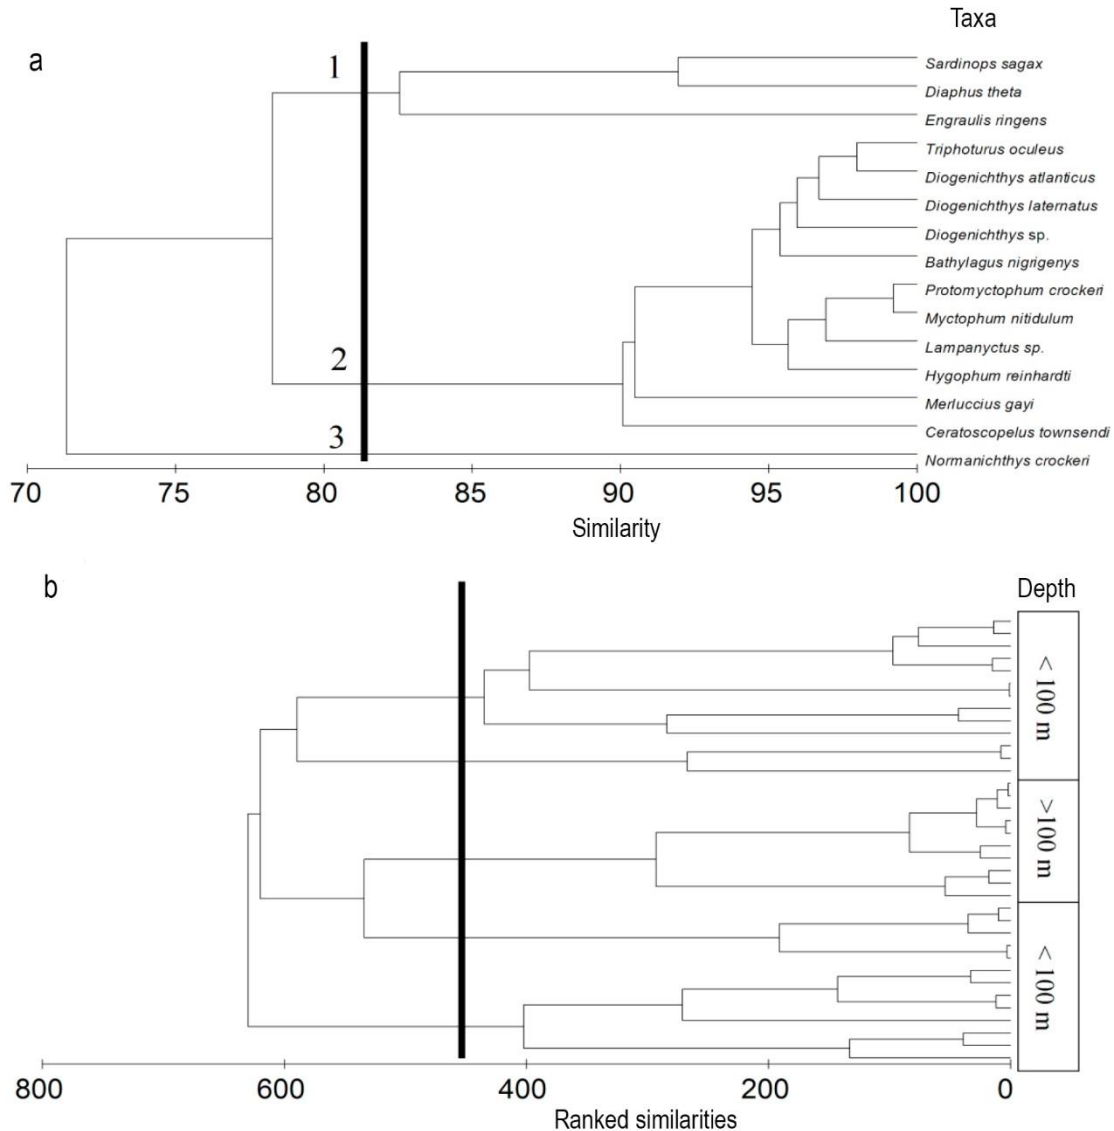 Taxa
a
1
Sardinops sagax
Diaphus theta
Engraulis ringens
Triphoturus oculeus
Diogenichthys atlanticus
Diogenichthys laternatus
Diogenichthys sp.
Bathylagus nigrigenys
Protomyctophum crockeri
Myctophum nitidulum
2
Lampanyctus sp.
Hygophum reinhardti
Merluccius gayi
Ceratoscopelus townsendi
3
Normanichthys crockeri
70 75 80 85 90 95 100
Similarity
b
Depth
< 100 m
>100 m
< 100 m
800 600 400 200 0
Ranked similarities